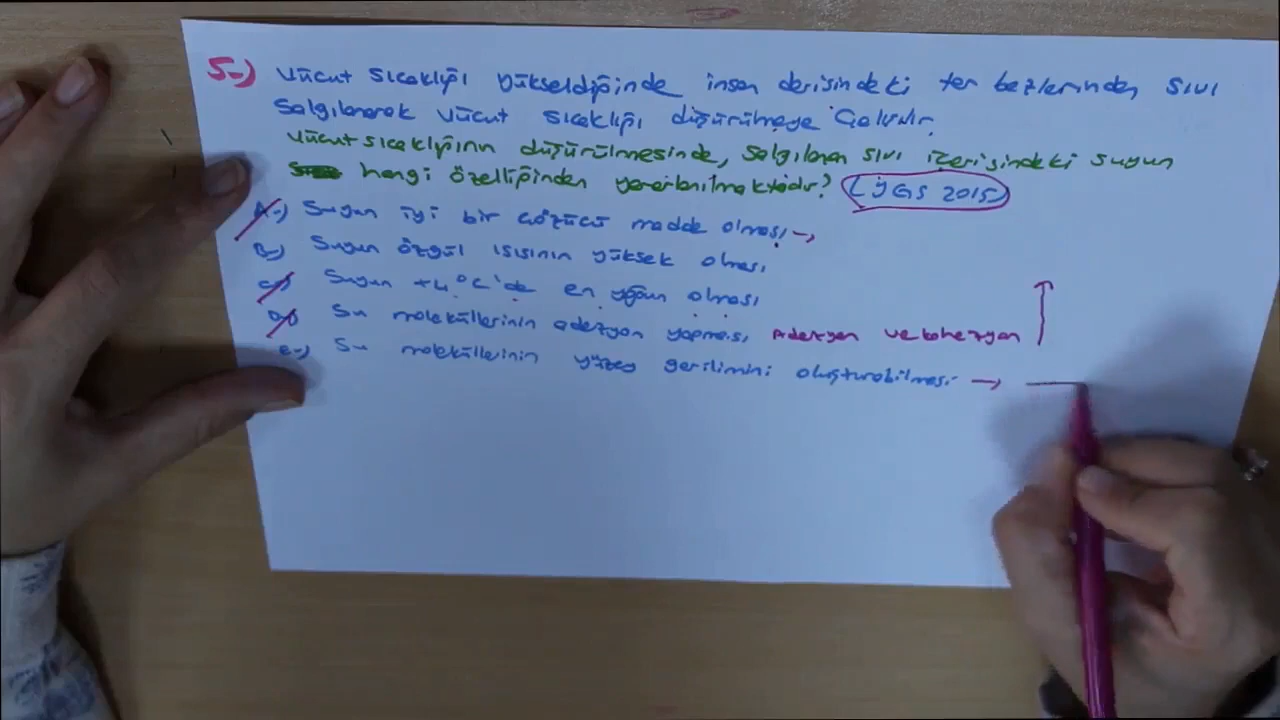 5-) Vücut sıcaklığı yükseldiğinde insan derisindeki ter bezlerinden sıvı
salgılanarak vücut sıcaklığı düşürülmeye çalışılır.
Vücut sıcaklığının düşürülmesinde, salgılanan sıvı içerisindeki suyun
hangi özelliğinden yararlanılmaktadır? (YGS 2015)
A-) Suyun iyi bir çözücü madde olması →
B-) Suyun özgül ısısının yüksek olması
C-) Suyun +4°C'de en yoğun olması
D-) Su moleküllerinin adezyon yapması, Adezyon ve kohezyon
E-) Su moleküllerinin yüzey gerilimini oluşturabilmesi →